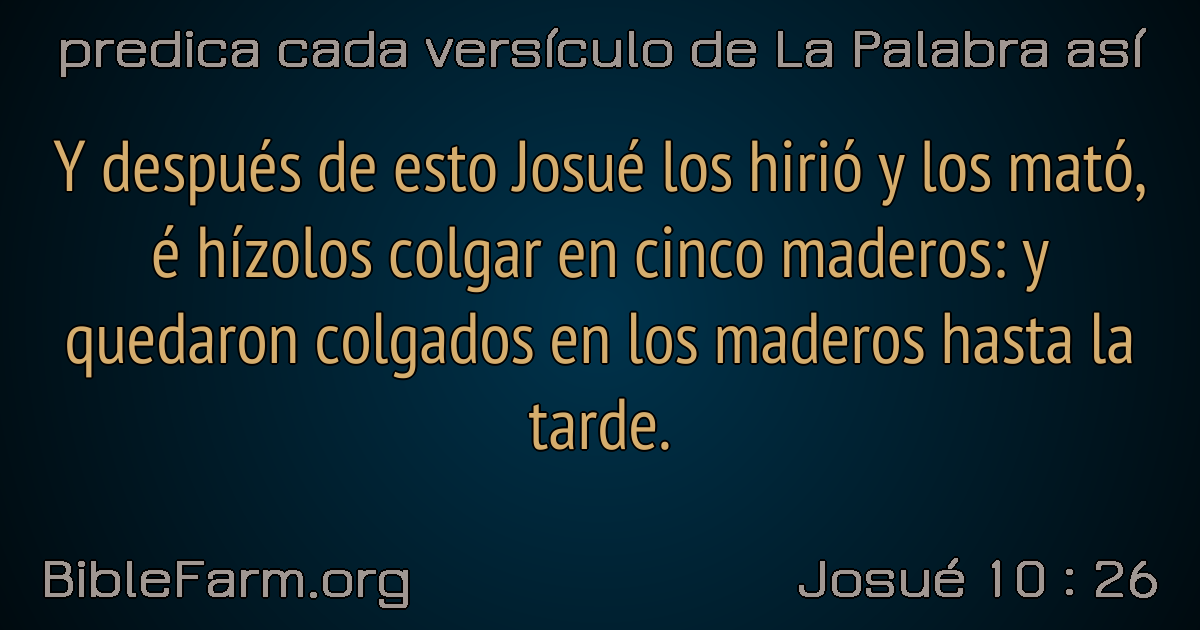 predica cada versículo de La Palabra así
Y después de esto Josué los hirió y los mató,
é hízolos colgar en cinco maderos: y
quedaron colgados en los maderos hasta la
tarde.
BibleFarm.org
Josué 10 : 26